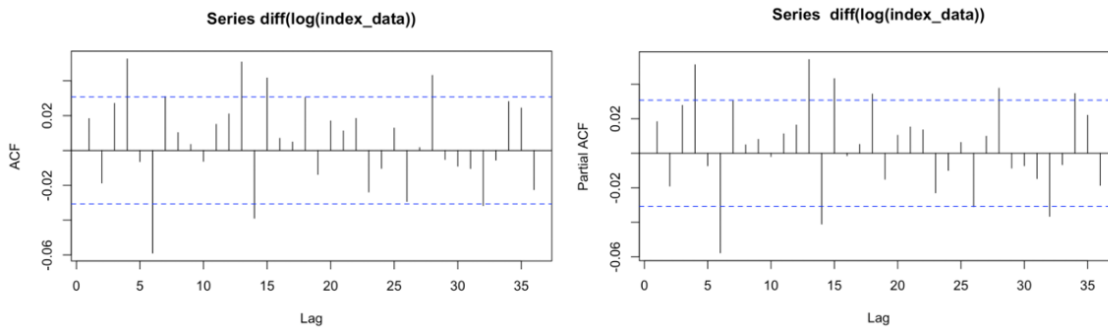 Series diff(log(index_data))
ACF
0.02
-0.02
-0.06
0 5 10 15 20 25 30 35
Lag
Series diff(log(index_data))
Partial ACF
0.02
-0.02
-0.06
0 5 10 15 20 25 30 35
Lag